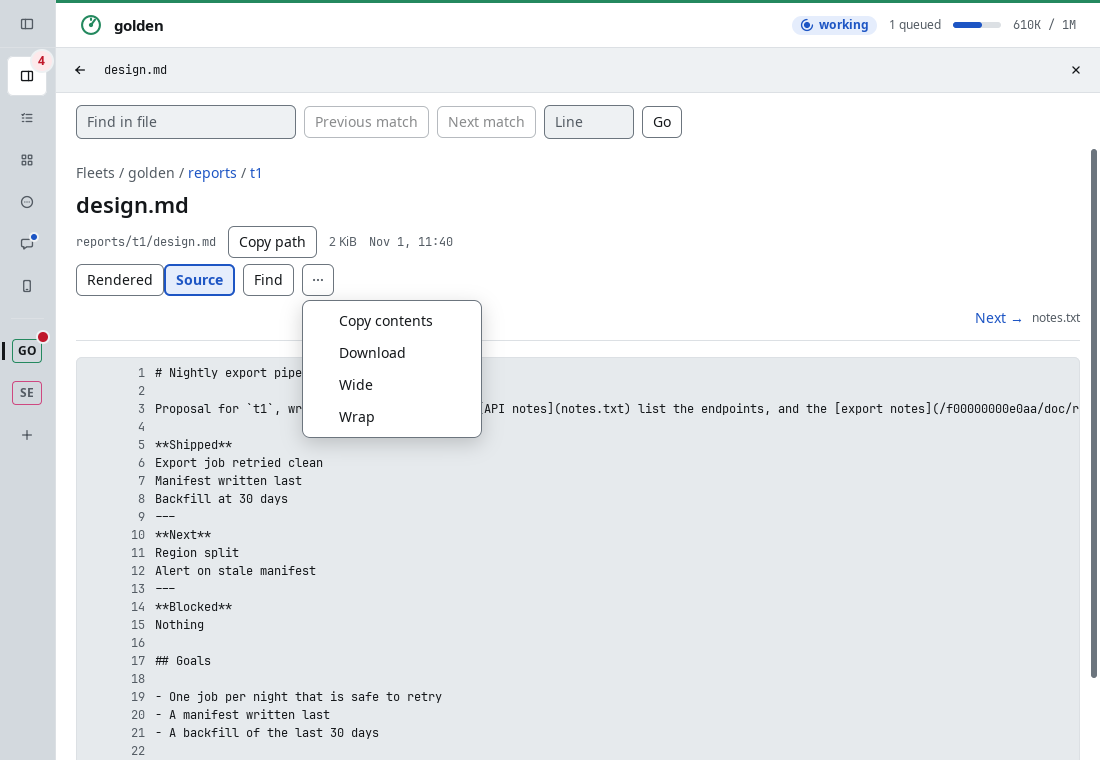 golden
working
1 queued
610K / 1M
4
design.md
Find in file
Previous match
Next match
Line
Go
Fleets / golden / reports / t1
design.md
reports/t1/design.md
Copy path
2 KiB
Nov 1, 11:40
Rendered
Source
Find
...
Copy contents
Download
Wide
Wrap
Next → notes.txt
GO
SE
1 # Nightly export pipe
2
3 Proposal for `t1`, wr [API notes](notes.txt) list the endpoints, and the [export notes](/f00000000e0aa/doc/r
4
5 **Shipped**
6 Export job retried clean
7 Manifest written last
8 Backfill at 30 days
9 ---
10 **Next**
11 Region split
12 Alert on stale manifest
13 ---
14 **Blocked**
15 Nothing
16
17 ## Goals
18
19 - One job per night that is safe to retry
20 - A manifest written last
21 - A backfill of the last 30 days
22